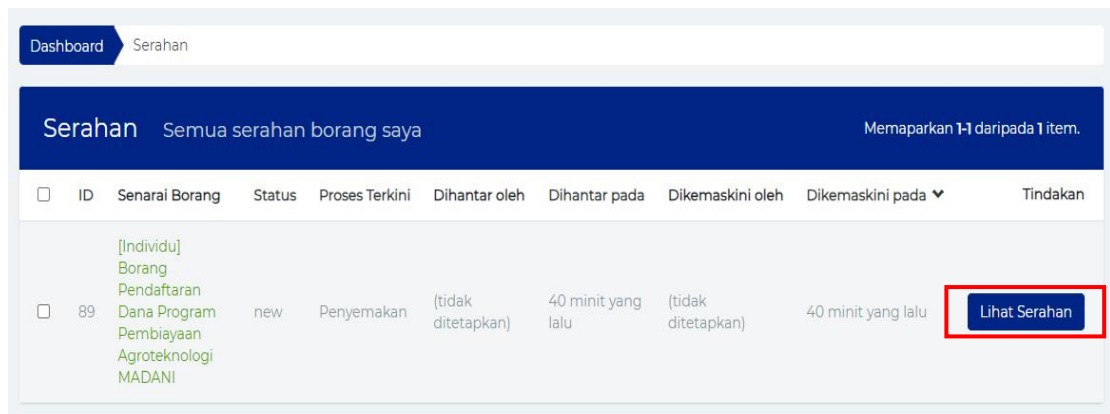 Dashboard Serahan
Serahan Semua serahan borang saya Memaparkan 1-1 daripada 1 item.
ID Senarai Borang Status Proses Terkini Dihantar oleh Dihantar pada Dikemaskini oleh Dikemaskini pada Tindakan
[Individu]
Borang
Pendaftaran
Dana Program
Pembiayaan
Agroteknologi
MADANI
89
new
Penyemakan
(tidak
ditetapkan)
40 minit yang
lalu
(tidak
ditetapkan)
40 minit yang lalu
Lihat Serahan